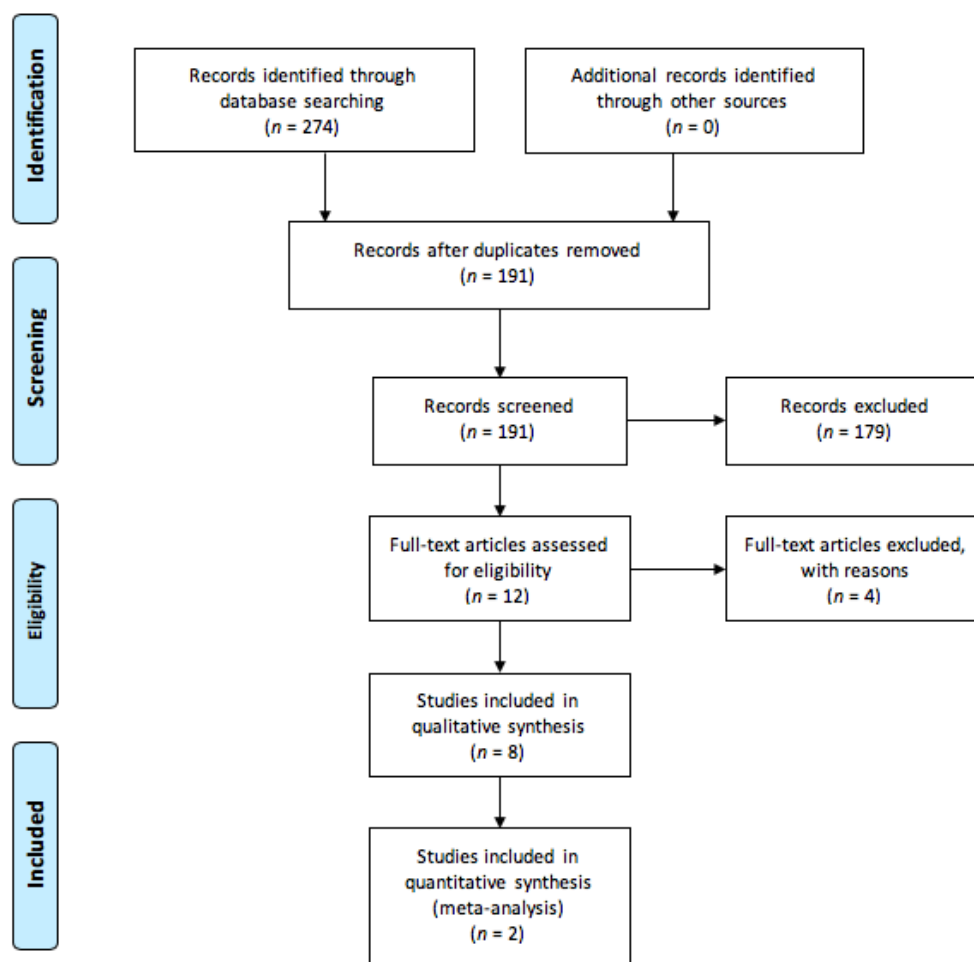 Identification
Records identified through
database searching
(n = 274)
Additional records identified
through other sources
(n = 0)
Records after duplicates removed
(n = 191)
Screening
Records screened
(n = 191)
Records excluded
(n = 179)
Eligibility
Full-text articles assessed
for eligibility
(n = 12)
Full-text articles excluded,
with reasons
(n = 4)
Studies included in
qualitative synthesis
(n = 8)
Included
Studies included in
quantitative synthesis
(meta-analysis)
(n = 2)